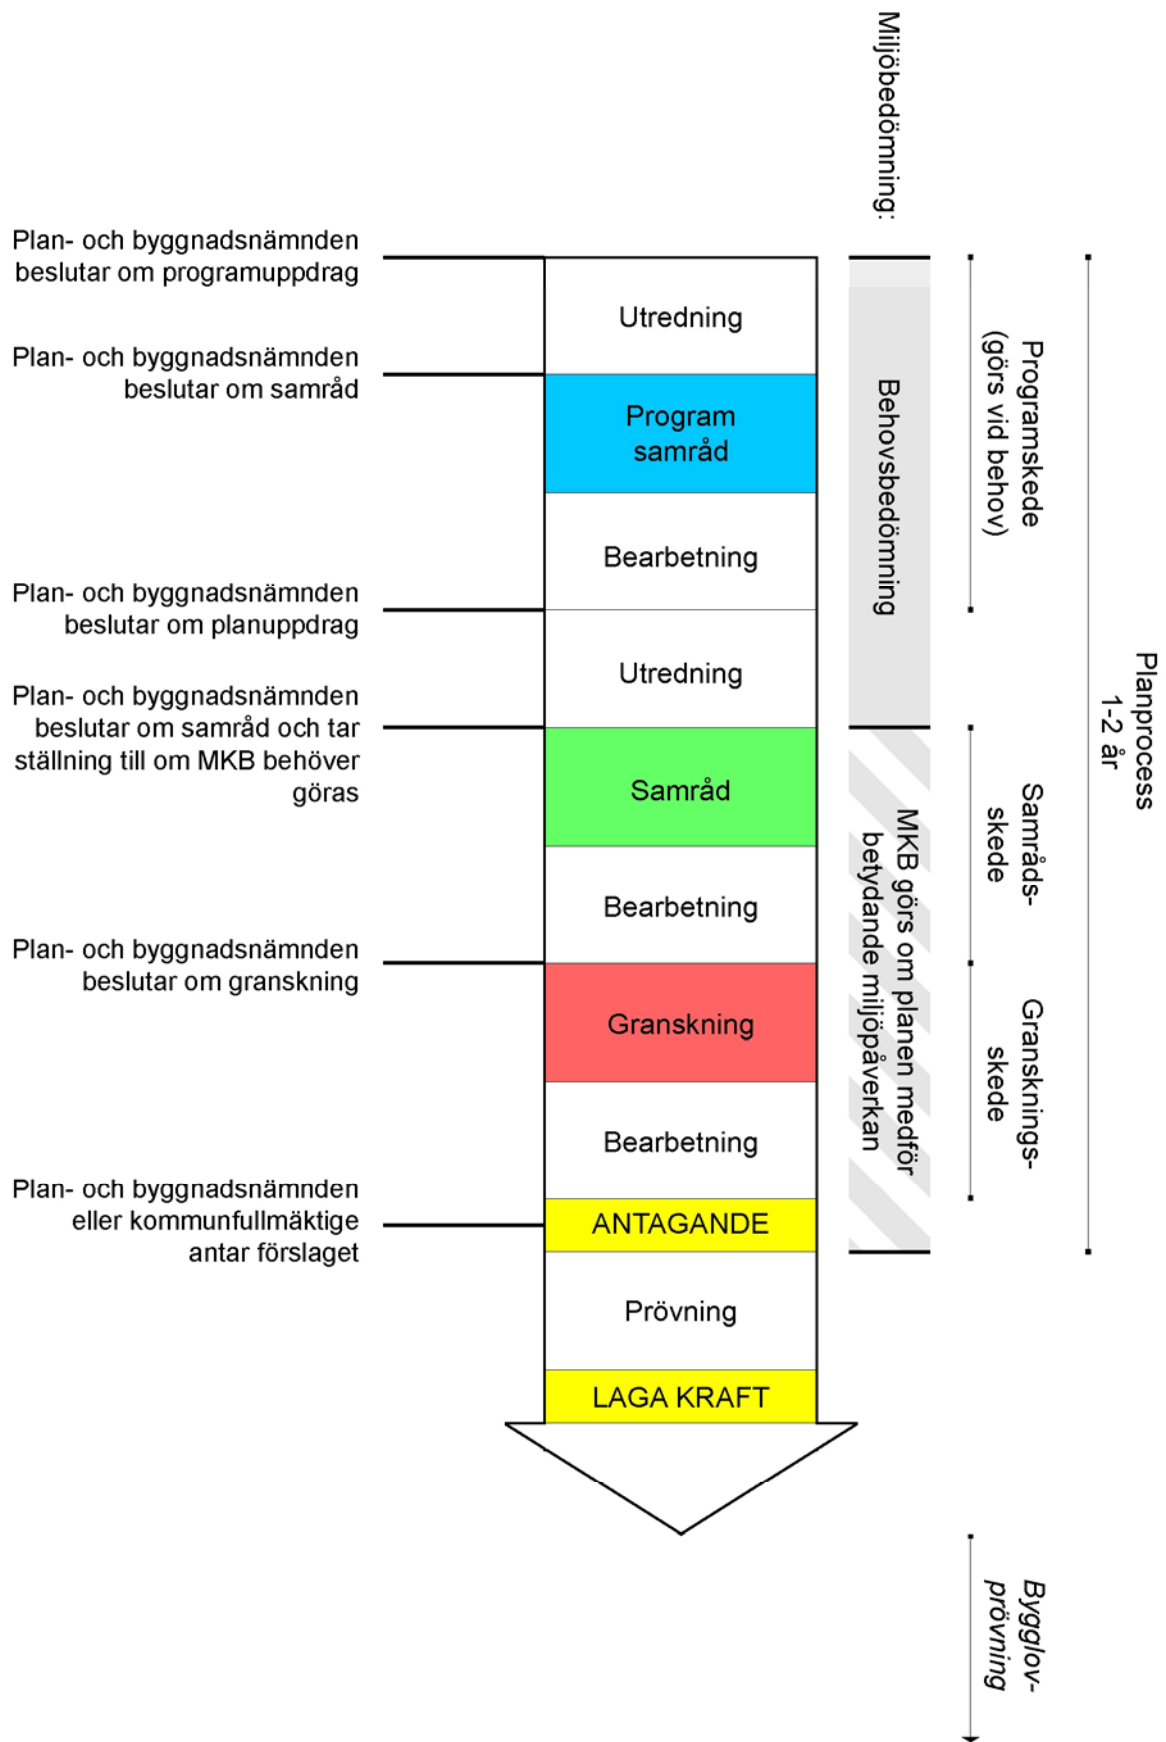 Miljöbedömning:
Plan- och byggnadsnämnden
beslutar om programuppdrag
Plan- och byggnadsnämnden
beslutar om samråd
Plan- och byggnadsnämnden
beslutar om planuppdrag
Plan- och byggnadsnämnden
beslutar om samråd och tar
ställning till om MKB behöver
göras
Plan- och byggnadsnämnden
beslutar om granskning
Plan- och byggnadsnämnden
eller kommunfullmäktige
antar förslaget
Utredning
Program
samråd
Bearbetning
Utredning
Samråd
Bearbetning
Granskning
Bearbetning
ANTAGANDE
Prövning
LAGA KRAFT
Behovsbedömning
MKB görs om planen medför
betydande miljöpåverkan
Programskede
(görs vid behov)
Samråds-
skede
Gransknings-
skede
Planprocess
1-2 år
Bygglov-
prövning